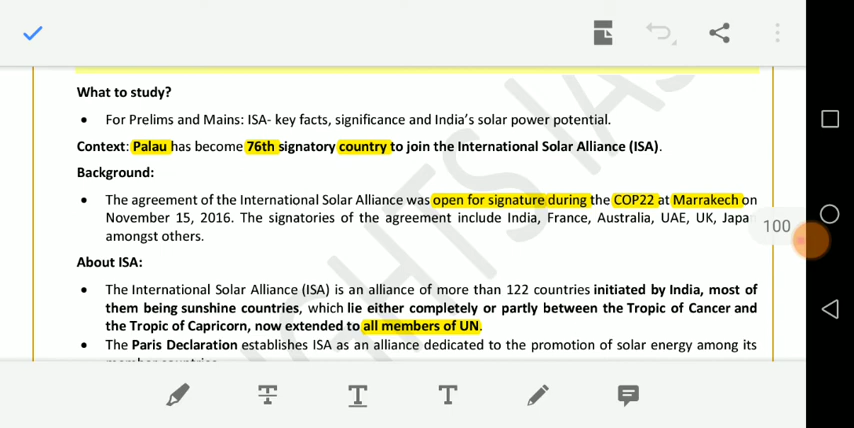 What to study?
• For Prelims and Mains: ISA- key facts, significance and India's solar power potential.
Context: Palau has become 76th signatory country to join the International Solar Alliance (ISA).
Background:
• The agreement of the International Solar Alliance was open for signature during the COP22 at Marrakech on
November 15, 2016. The signatories of the agreement include India, France, Australia, UAE, UK, Japa
amongst others.
100
About ISA:
• The International Solar Alliance (ISA) is an alliance of more than 122 countries initiated by India, most of
them being sunshine countries, which lie either completely or partly between the Tropic of Cancer and
the Tropic of Capricorn, now extended to all members of UN.
• The Paris Declaration establishes ISA as an alliance dedicated to the promotion of solar energy among its